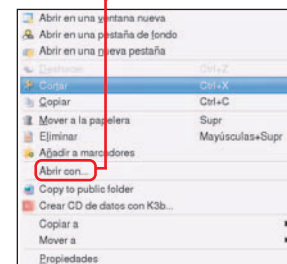 Abrir en una ventana nueva
Abrir en una pestaña de fondo
Abrir en una nueva pestaña
Deshacer Ctrl+Z
Cortar Ctrl+X
Copiar Ctrl+C
Mover a la papelera Supr
Eliminar Mayúsculas+Supr
Añadir a marcadores
Abrir con...
Copy to public folder
Crear CD de datos con K3b...
Copiar a
Mover a
Propiedades